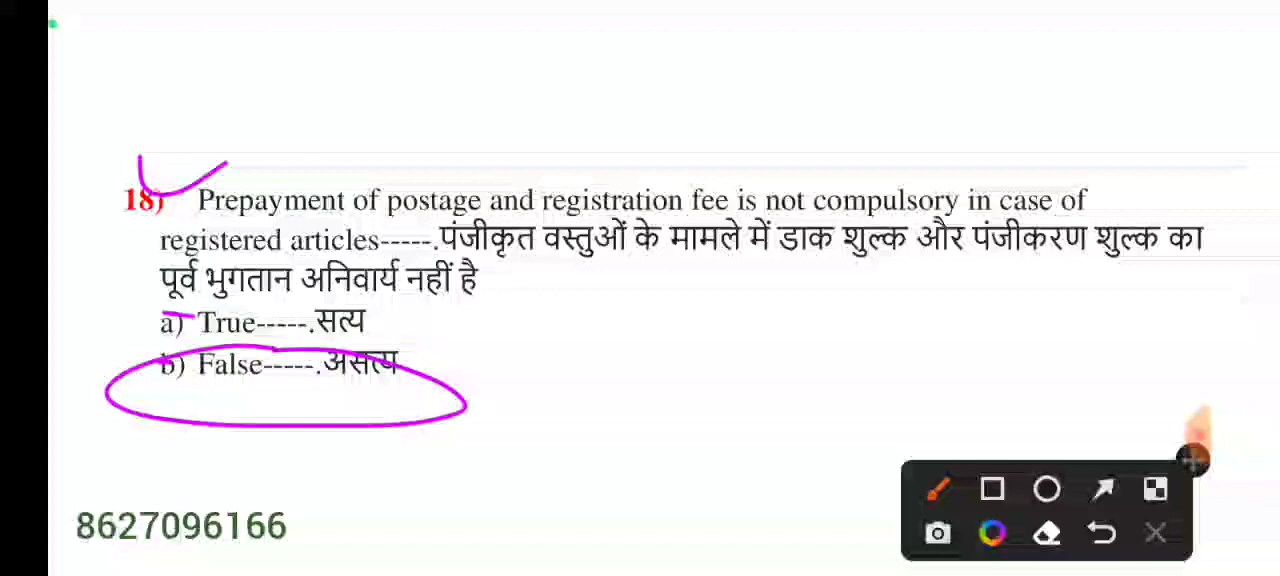 18) Prepayment of postage and registration fee is not compulsory in case of
registered articles-----.पंजीकृत वस्तुओं के मामले में डाक शुल्क और पंजीकरण शुल्क का
पूर्व भुगतान अनिवार्य नहीं है
a) True-----.सत्य
b) False-----.असत्य
8627096166